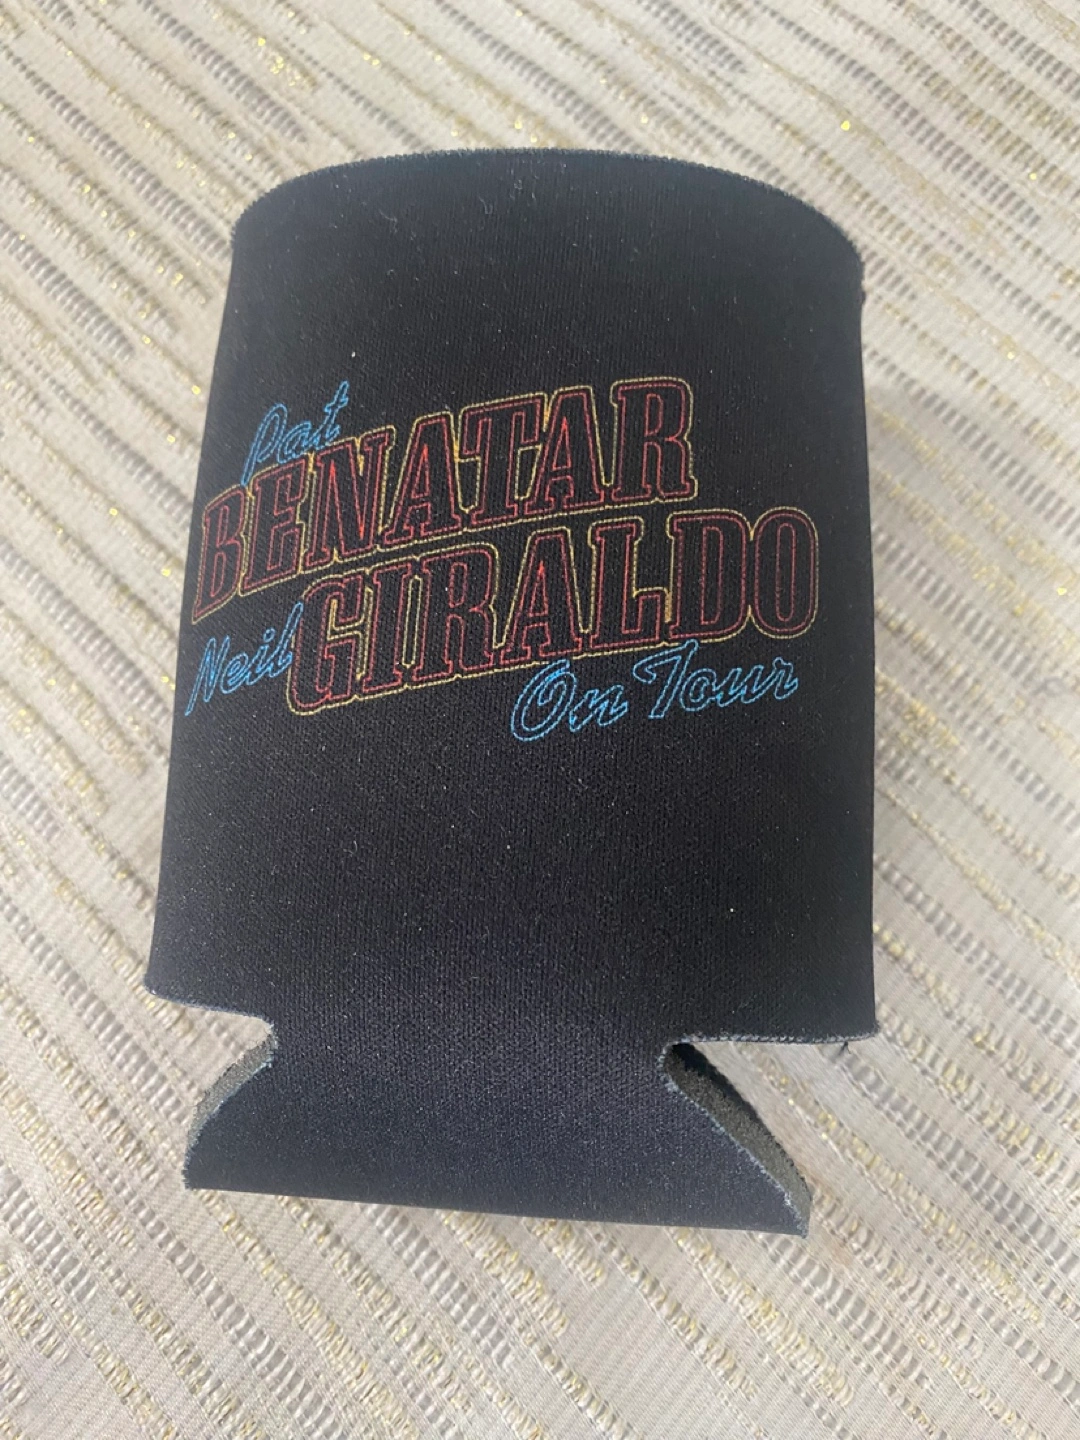 Pat
BENATAR
Neil GIRALDO
On Tour